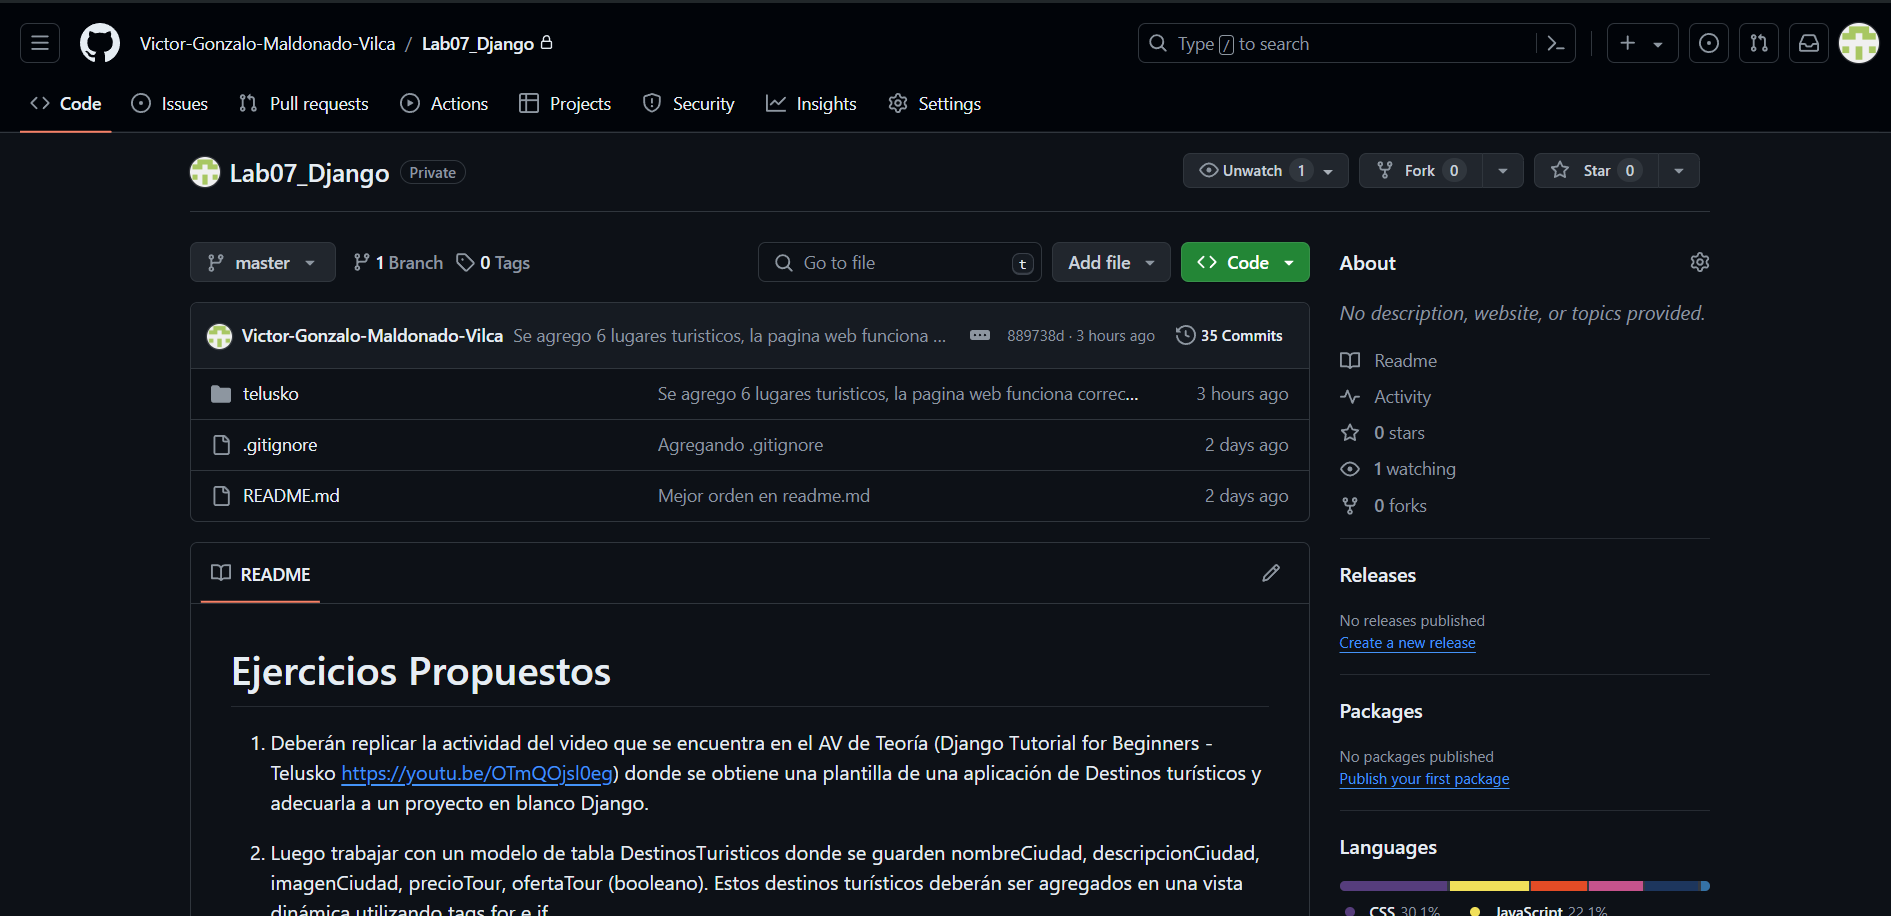 Victor-Gonzalo-Maldonado-Vilca / Lab07_Django
Type / to search
Code Issues Pull requests Actions Projects Security Insights Settings
Lab07_Django Private
Unwatch 1 Fork 0 Star 0
master 1 Branch 0 Tags
Go to file t Add file Code
Victor-Gonzalo-Maldonado-Vilca Se agrego 6 lugares turisticos, la pagina web funciona ... 889738d · 3 hours ago 35 Commits
telusko Se agrego 6 lugares turisticos, la pagina web funciona correc... 3 hours ago
.gitignore Agregando .gitignore 2 days ago
README.md Mejor orden en readme.md 2 days ago
README
Ejercicios Propuestos
1. Deberán replicar la actividad del video que se encuentra en el AV de Teoría (Django Tutorial for Beginners -
Telusko https://youtu.be/OTmQOjsl0eg) donde se obtiene una plantilla de una aplicación de Destinos turísticos y
adecuarla a un proyecto en blanco Django.
2. Luego trabajar con un modelo de tabla DestinosTuristicos donde se guarden nombreCiudad, descripcionCiudad,
imagenCiudad, precioTour, ofertaTour (booleano). Estos destinos turísticos deberán ser agregados en una vista
dinámica utilizando tags for e if.
About
No description, website, or topics provided.
Readme
Activity
0 stars
1 watching
0 forks
Releases
No releases published
Create a new release
Packages
No packages published
Publish your first package
Languages
CSS 30.1% JavaScript 22.1%